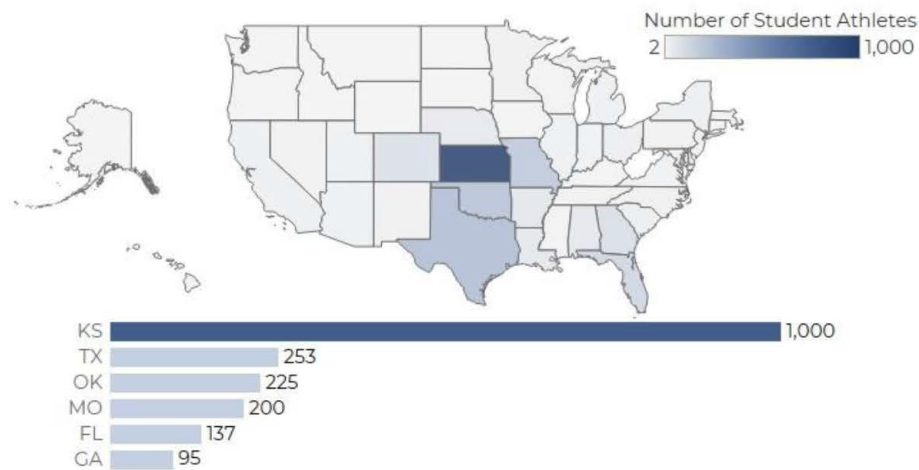 Number of Student Athletes
2 1,000
KS 1,000
TX 253
OK 225
MO 200
FL 137
GA 95